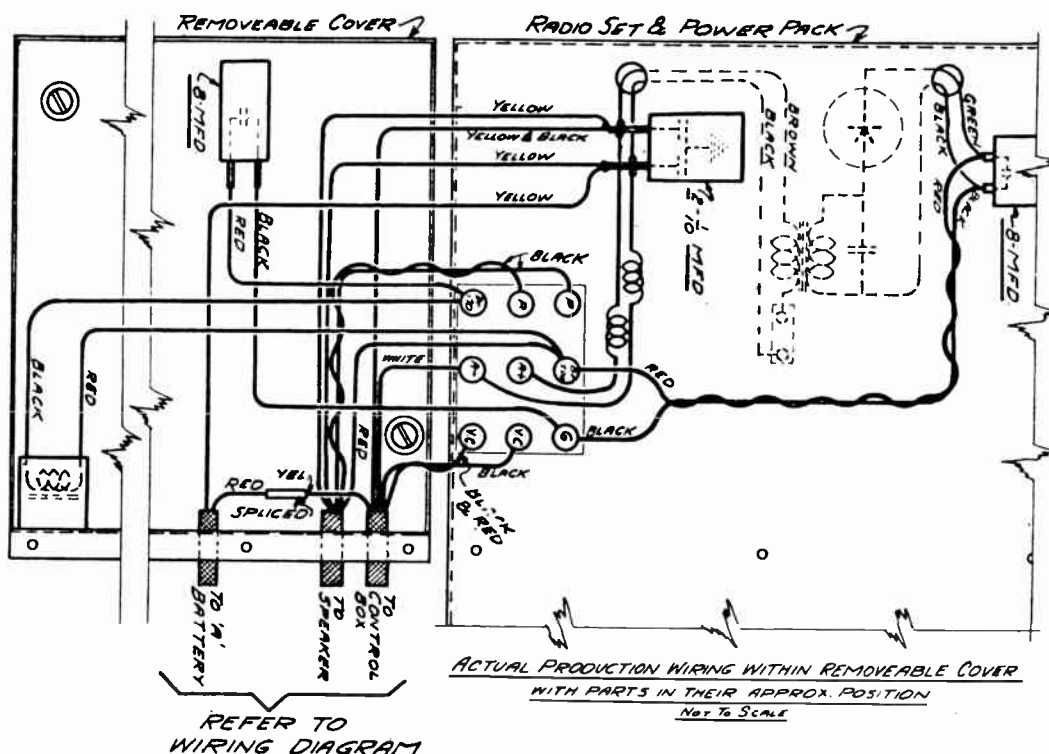 REMOVEABLE COVER
RADIO SET & POWER PACK
8-MFD
RED
BLACK
YELLOW
YELLOW & BLACK
YELLOW
YELLOW
BLACK
BROWN
BLACK
GREEN
BLACK
RED
BLACK
8-MFD.
2-1/10 MFD
BLACK
RED
WHITE
RED
R
P
A-
A+
RED
BLACK
VC
VC
G
BLACK
BLACK & RED
RED
YEL.
SPLICED
TO 'A' BATTERY
TO SPEAKER
TO CONTROL BOX
REFER TO
WIRING DIAGRAM
ACTUAL PRODUCTION WIRING WITHIN REMOVEABLE COVER
WITH PARTS IN THEIR APPROX. POSITION
NOT TO SCALE